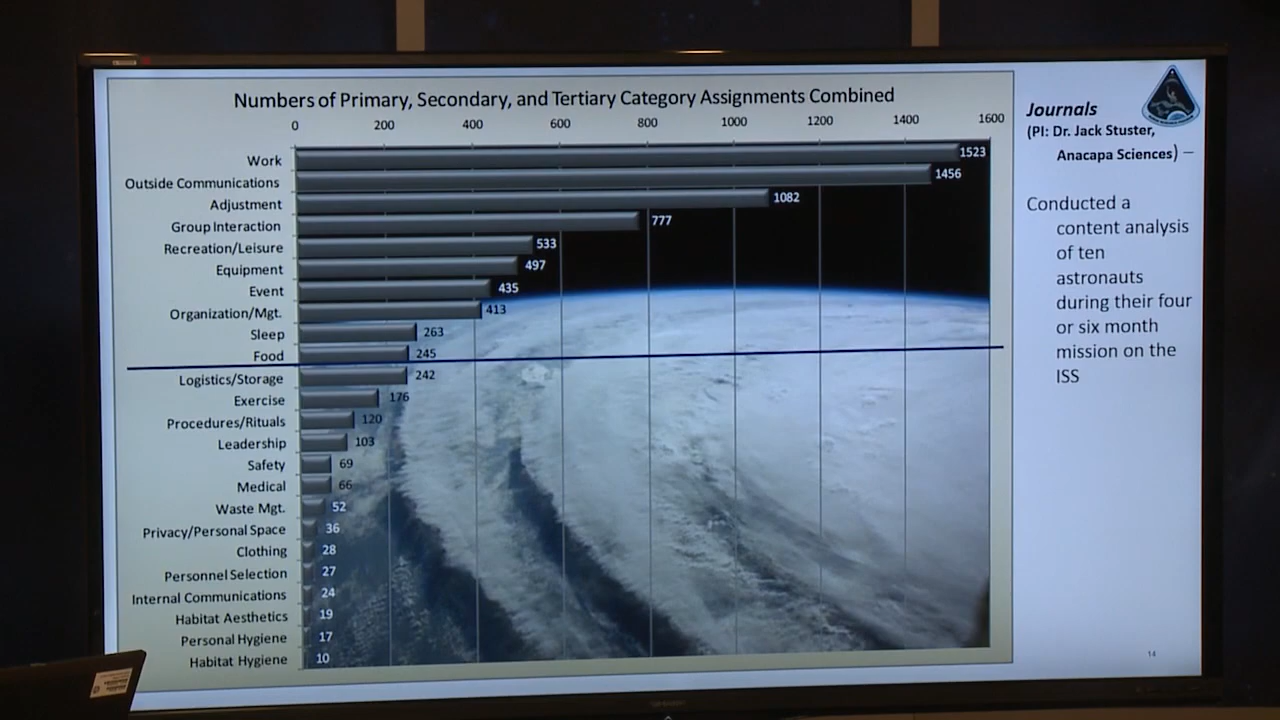 Numbers of Primary, Secondary, and Tertiary Category Assignments Combined
0 200 400 600 800 1000 1200 1400 1600
Work 1523
Outside Communications 1456
Adjustment 1082
Group Interaction 777
Recreation/Leisure 533
Equipment 497
Event 435
Organization/Mgt. 413
Sleep 263
Food 245
Logistics/Storage 242
Exercise 176
Procedures/Rituals 120
Leadership 103
Safety 69
Medical 66
Waste Mgt. 52
Privacy/Personal Space 36
Clothing 28
Personnel Selection 27
Internal Communications 24
Habitat Aesthetics 19
Personal Hygiene 17
Habitat Hygiene 10
Journals
(PI: Dr. Jack Stuster,
Anacapa Sciences) –
Conducted a
content analysis
of ten
astronauts
during their four
or six month
mission on the
ISS
14